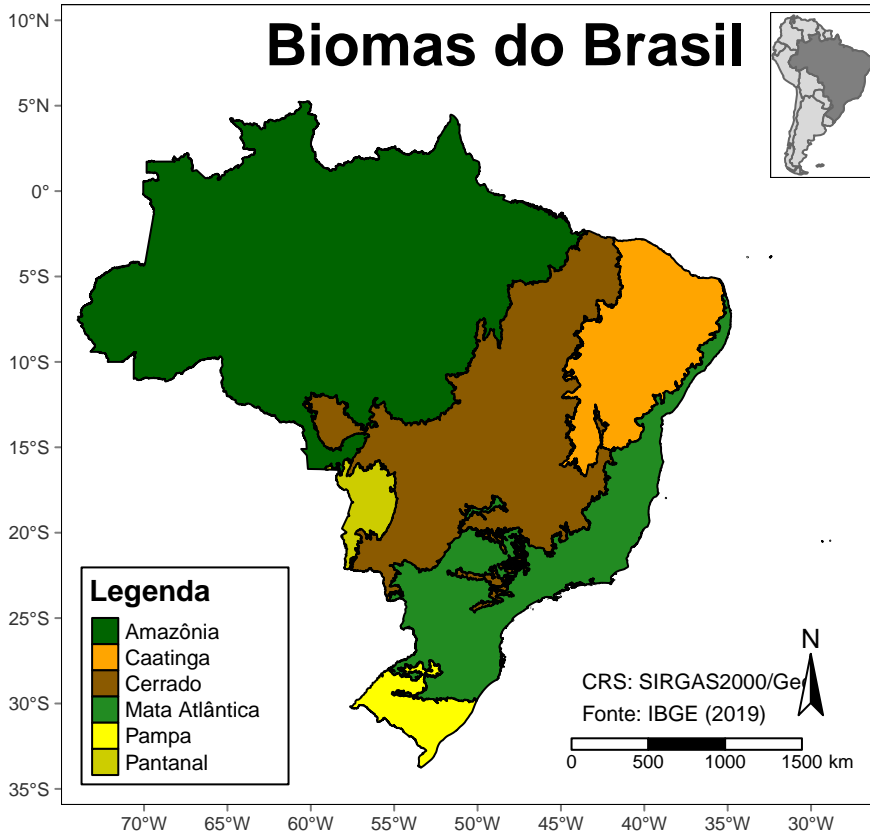 Biomas do Brasil
10°N
5°N
0°
5°S
10°S
15°S
20°S
25°S
30°S
35°S
Legenda
Amazônia
Caatinga
Cerrado
Mata Atlântica
Pampa
Pantanal
N
CRS: SIRGAS2000/Ge
Fonte: IBGE (2019)
0 500 1000 1500 km
70°W 65°W 60°W 55°W 50°W 45°W 40°W 35°W 30°W